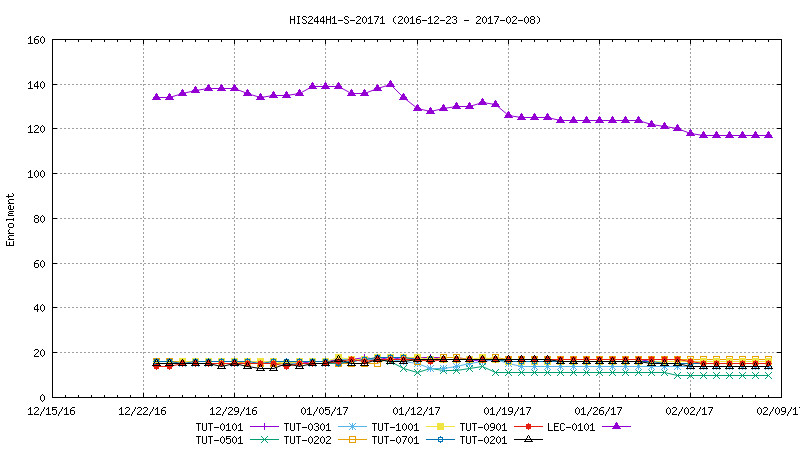 HIS244H1-S-20171 (2016-12-23 - 2017-02-08)
160
140
120
100
80
60
40
20
0
Enrolment
12/15/16 12/22/16 12/29/16 01/05/17 01/12/17 01/19/17 01/26/17 02/02/17 02/09/17
TUT-0101 TUT-0301 TUT-1001 TUT-0901 LEC-0101
TUT-0501 TUT-0202 TUT-0701 TUT-0201